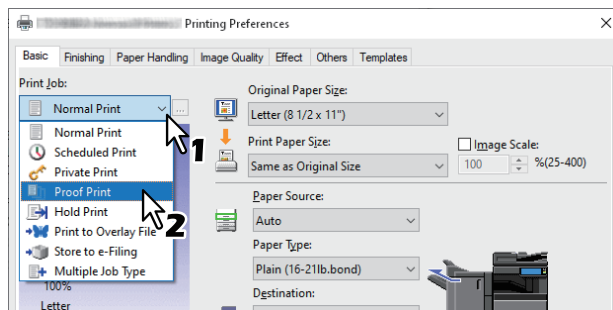 Printing Preferences
Basic Finishing Paper Handling Image Quality Effect Others Templates
Print Job:
Normal Print
...
Normal Print
Scheduled Print
Private Print
Proof Print
Hold Print
Print to Overlay File
Store to e-Filing
Multiple Job Type
100%
Letter
1
2
Original Paper Size:
Letter (8 1/2 x 11")
Print Paper Size:
Same as Original Size
Image Scale:
100 %(25-400)
Paper Source:
Auto
Paper Type:
Plain (16-21lb.bond)
Destination: